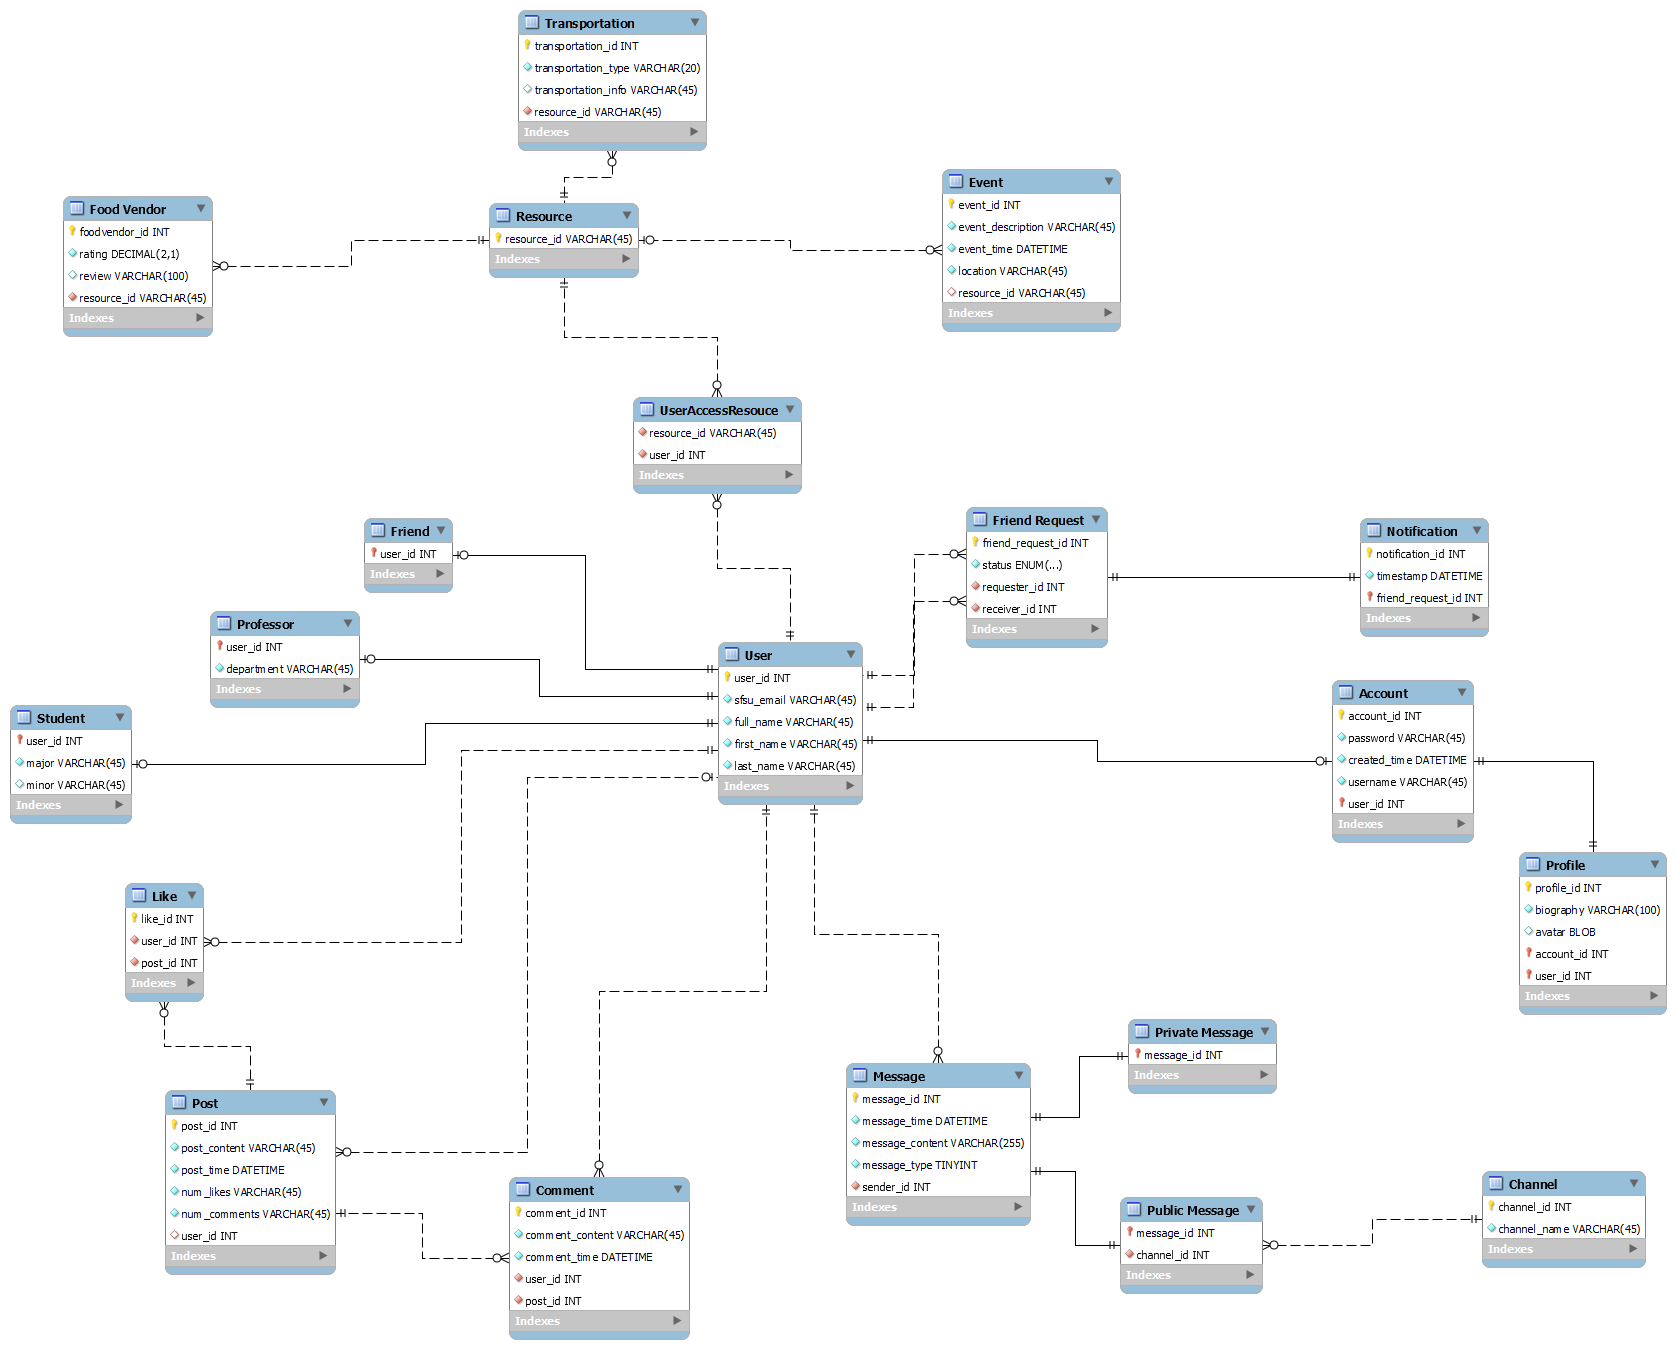 Transportation
transportation_id INT
transportation_type VARCHAR(20)
transportation_info VARCHAR(45)
resource_id VARCHAR(45)
Indexes
Event
event_id INT
event_description VARCHAR(45)
event_time DATETIME
location VARCHAR(45)
resource_id VARCHAR(45)
Indexes
Food Vendor
foodvendor_id INT
rating DECIMAL(2,1)
review VARCHAR(100)
resource_id VARCHAR(45)
Indexes
Resource
resource_id VARCHAR(45)
Indexes
UserAccessResouce
resource_id VARCHAR(45)
user_id INT
Indexes
Friend
user_id INT
Indexes
Friend Request
friend_request_id INT
status ENUM(...)
requester_id INT
receiver_id INT
Indexes
Notification
notification_id INT
timestamp DATETIME
friend_request_id INT
Indexes
Professor
user_id INT
department VARCHAR(45)
Indexes
User
user_id INT
sfsu_email VARCHAR(45)
full_name VARCHAR(45)
first_name VARCHAR(45)
last_name VARCHAR(45)
Indexes
Account
account_id INT
password VARCHAR(45)
created_time DATETIME
username VARCHAR(45)
user_id INT
Indexes
Student
user_id INT
major VARCHAR(45)
minor VARCHAR(45)
Indexes
Profile
profile_id INT
biography VARCHAR(100)
avatar BLOB
account_id INT
user_id INT
Indexes
Like
like_id INT
user_id INT
post_id INT
Indexes
Private Message
message_id INT
Indexes
Message
message_id INT
message_time DATETIME
message_content VARCHAR(255)
message_type TINYINT
sender_id INT
Indexes
Post
post_id INT
post_content VARCHAR(45)
post_time DATETIME
num_likes VARCHAR(45)
num_comments VARCHAR(45)
user_id INT
Indexes
Comment
comment_id INT
comment_content VARCHAR(45)
comment_time DATETIME
user_id INT
post_id INT
Indexes
Public Message
message_id INT
channel_id INT
Indexes
Channel
channel_id INT
channel_name VARCHAR(45)
Indexes